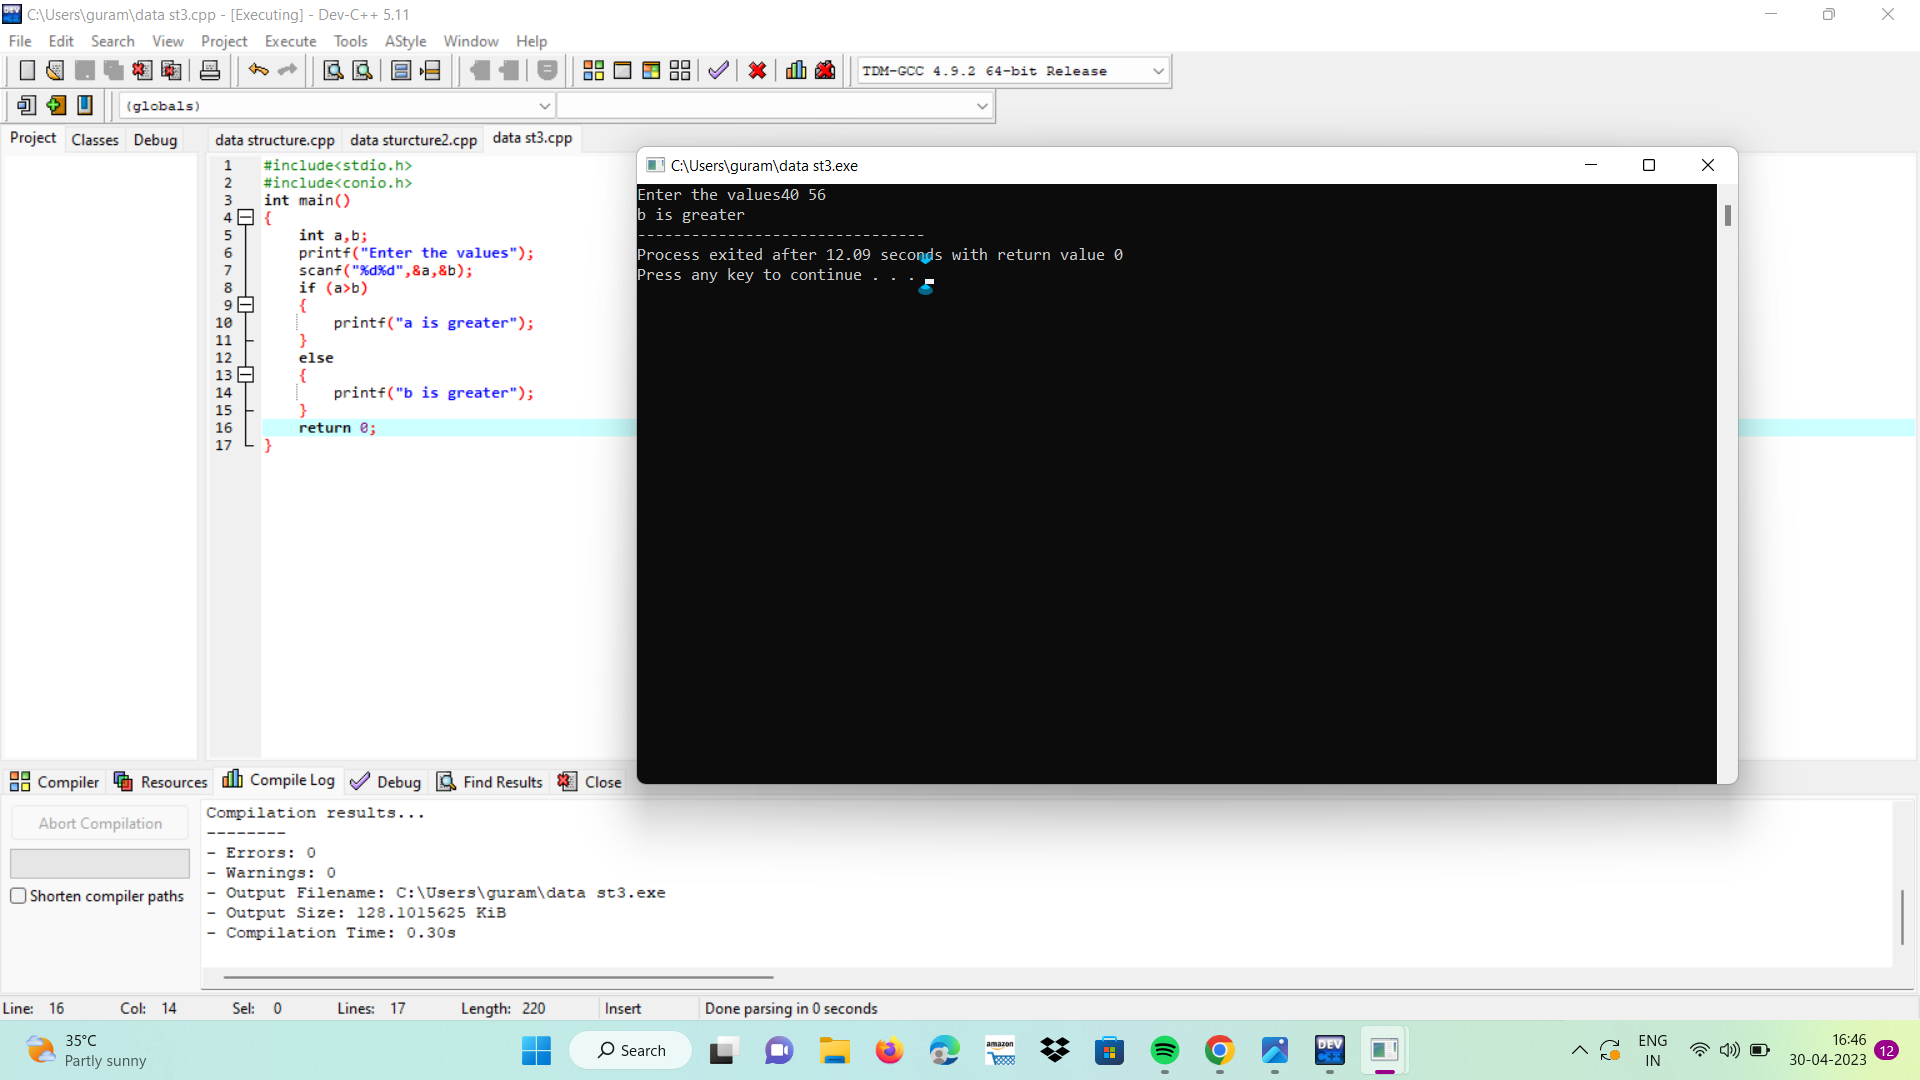 C:\Users\guram\data st3.cpp - [Executing] - Dev-C++ 5.11
File Edit Search View Project Execute Tools AStyle Window Help
TDM-GCC 4.9.2 64-bit Release
(globals)
Project Classes Debug
data structure.cpp data sturcture2.cpp data st3.cpp
1 #include<stdio.h>
2 #include<conio.h>
3 int main()
4 {
5 int a,b;
6 printf("Enter the values");
7 scanf("%d%d",&a,&b);
8 if (a>b)
9 {
10 printf("a is greater");
11 }
12 else
13 {
14 printf("b is greater");
15 }
16 return 0;
17 }
C:\Users\guram\data st3.exe
Enter the values40 56
b is greater
--------------------------------
Process exited after 12.09 seconds with return value 0
Press any key to continue . . .
Compiler Resources Compile Log Debug Find Results Close
Abort Compilation
Shorten compiler paths
Compilation results...
--------
- Errors: 0
- Warnings: 0
- Output Filename: C:\Users\guram\data st3.exe
- Output Size: 128.1015625 KiB
- Compilation Time: 0.30s
Line: 16 Col: 14 Sel: 0 Lines: 17 Length: 220 Insert Done parsing in 0 seconds
35°C
Partly sunny
Search
amazon
DEV
C++
ENG
IN
16:46
30-04-2023
12